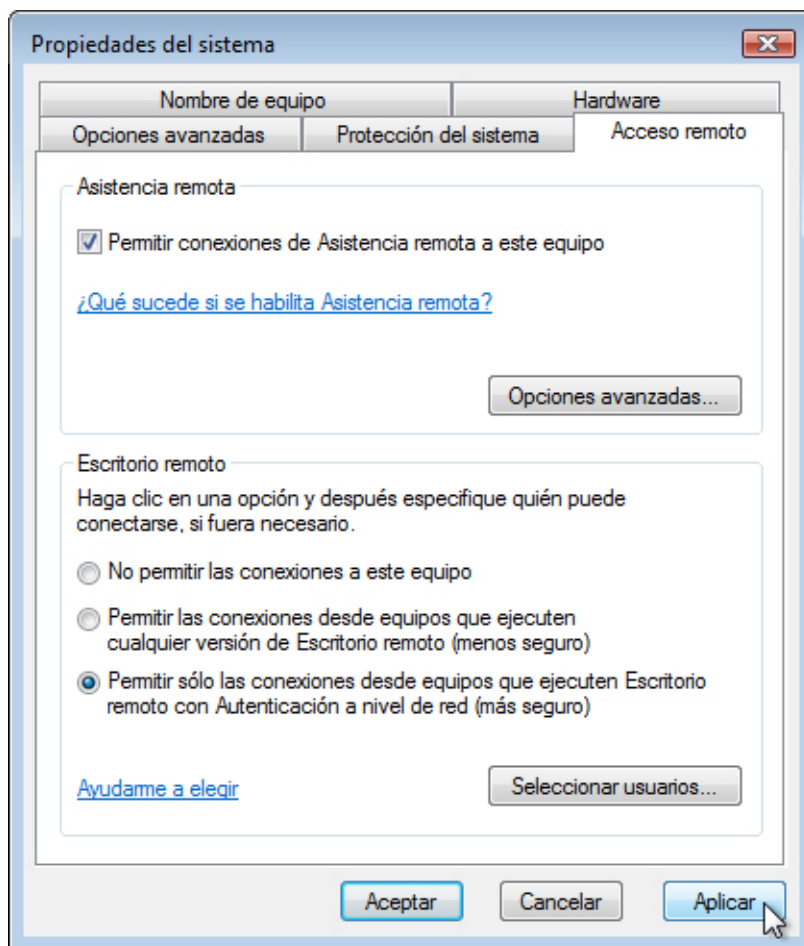 Propiedades del sistema
Nombre de equipo
Hardware
Opciones avanzadas
Protección del sistema
Acceso remoto
Asistencia remota
Permitir conexiones de Asistencia remota a este equipo
¿Qué sucede si se habilita Asistencia remota?
Opciones avanzadas...
Escritorio remoto
Haga clic en una opción y después especifique quién puede
conectarse, si fuera necesario.
No permitir las conexiones a este equipo
Permitir las conexiones desde equipos que ejecuten
cualquier versión de Escritorio remoto (menos seguro)
Permitir sólo las conexiones desde equipos que ejecuten Escritorio
remoto con Autenticación a nivel de red (más seguro)
Ayudarme a elegir
Seleccionar usuarios...
Aceptar
Cancelar
Aplicar